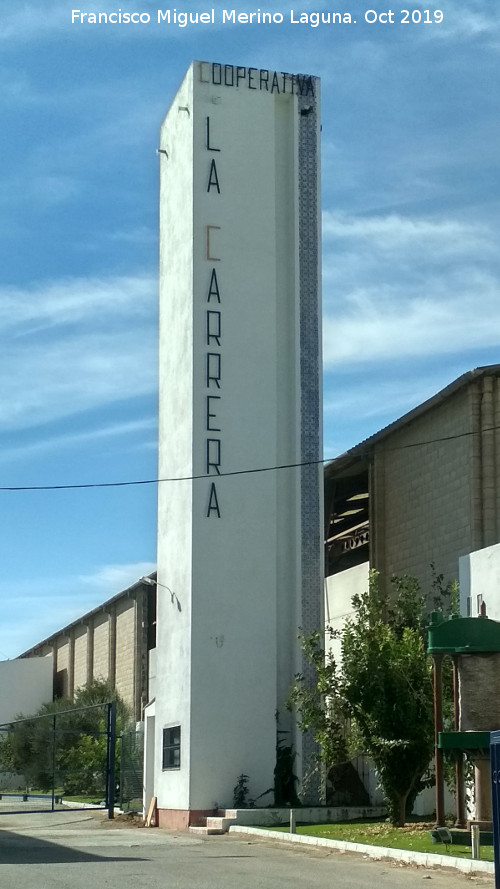 Francisco Miguel Merino Laguna. Oct 2019
COOPERATIVA
LA CARRERA